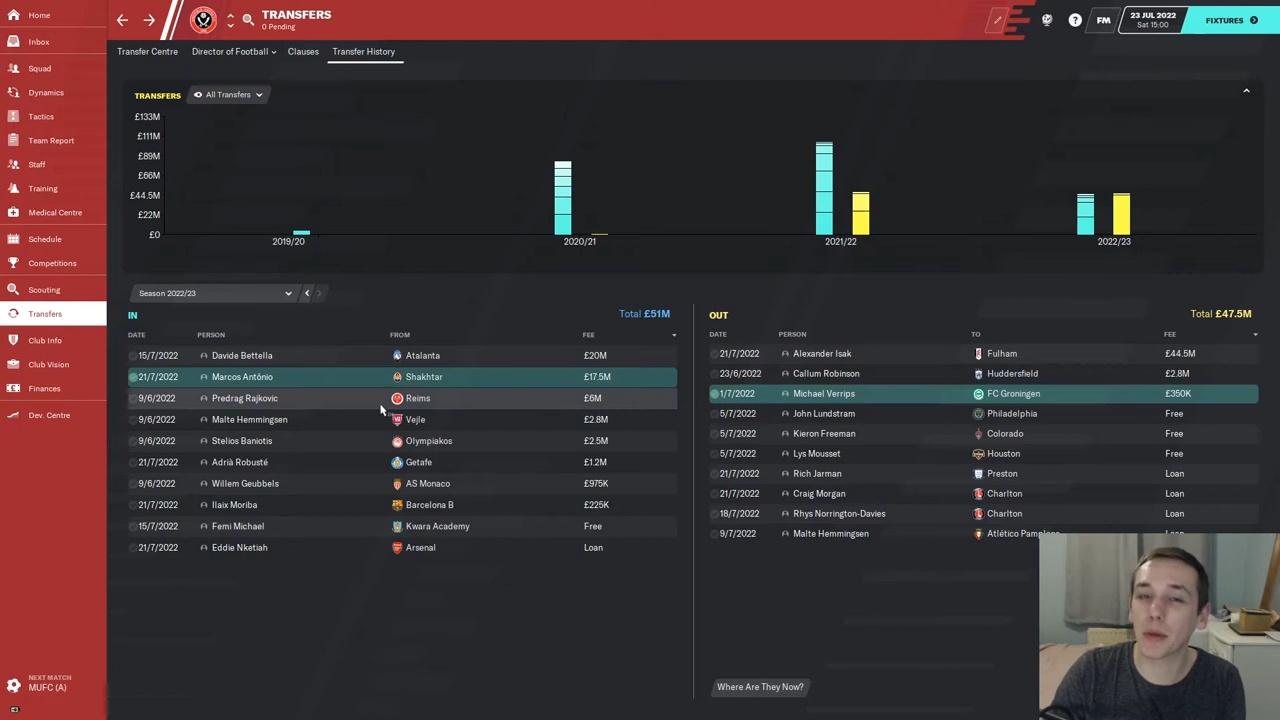 Home
TRANSFERS
0 Pending
FM
23 JUL 2022
Sat 15:00
FIXTURES
Inbox
Transfer Centre Director of Football Clauses Transfer History
Squad
Dynamics
Tactics
Team Report
Staff
Training
Medical Centre
Schedule
Competitions
Scouting
Transfers
Club Info
Club Vision
Finances
Dev. Centre
NEXT MATCH
MUFC (A)
TRANSFERS All Transfers
£133M
£111M
£89M
£66M
£44.5M
£22M
£0
2019/20 2020/21 2021/22 2022/23
Season 2022/23
IN Total £51M
DATE PERSON FROM FEE
15/7/2022 Davide Bettella Atalanta £20M
21/7/2022 Marcos Antônio Shakhtar £17.5M
9/6/2022 Predrag Rajkovic Reims £6M
9/6/2022 Malte Hemmingsen Vejle £2.8M
9/6/2022 Stelios Baniotis Olympiakos £2.5M
21/7/2022 Adrià Robusté Getafe £1.2M
9/6/2022 Willem Geubbels AS Monaco £975K
21/7/2022 Ilaix Moriba Barcelona B £225K
15/7/2022 Femi Michael Kwara Academy Free
21/7/2022 Eddie Nketiah Arsenal Loan
OUT Total £47.5M
DATE PERSON TO FEE
21/7/2022 Alexander Isak Fulham £44.5M
23/6/2022 Callum Robinson Huddersfield £2.8M
1/7/2022 Michael Verrips FC Groningen £350K
5/7/2022 John Lundstram Philadelphia Free
5/7/2022 Kieron Freeman Colorado Free
5/7/2022 Lys Mousset Houston Free
21/7/2022 Rich Jarman Preston Loan
21/7/2022 Craig Morgan Charlton Loan
18/7/2022 Rhys Norrington-Davies Charlton Loan
9/7/2022 Malte Hemmingsen Atlético Loan
Where Are They Now?